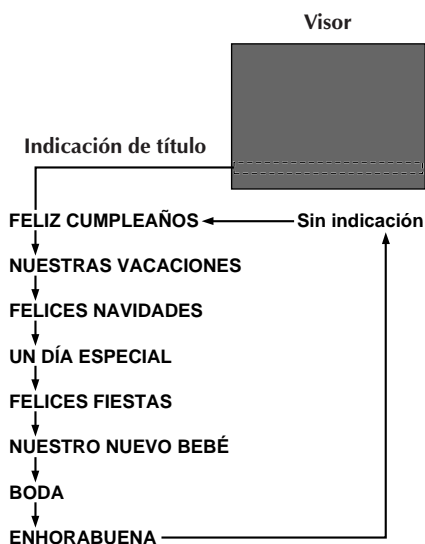 Visor
Indicación de título
FELIZ CUMPLEAÑOS
Sin indicación
NUESTRAS VACACIONES
FELICES NAVIDADES
UN DÍA ESPECIAL
FELICES FIESTAS
NUESTRO NUEVO BEBÉ
BODA
ENHORABUENA